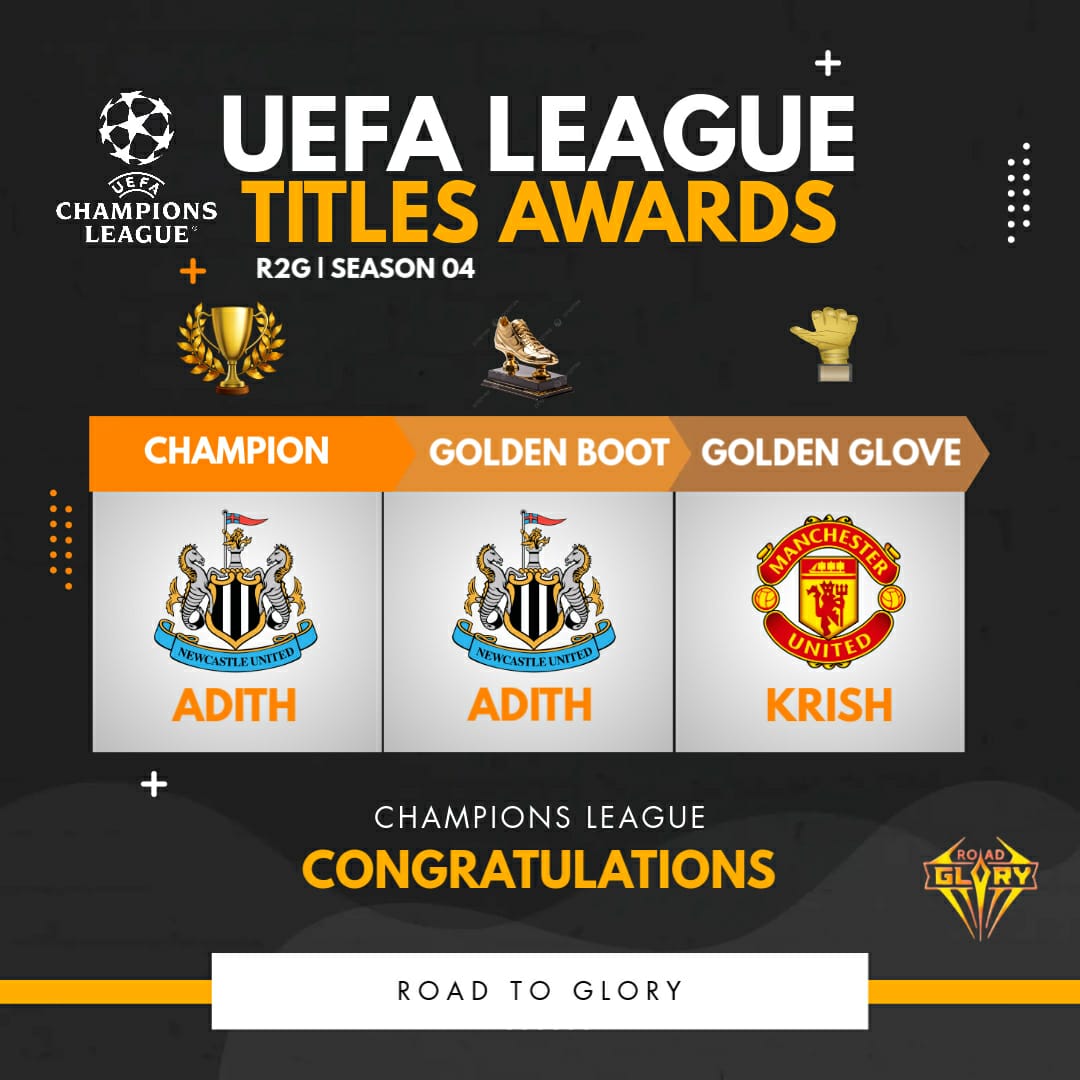 UEFA LEAGUE
TITLES AWARDS
UEFA
CHAMPIONS
LEAGUE
R2G | SEASON 04
CHAMPION
GOLDEN BOOT
GOLDEN GLOVE
NEWCASTLE UNITED
NEWCASTLE UNITED
MANCHESTER
UNITED
ADITH
ADITH
KRISH
CHAMPIONS LEAGUE
CONGRATULATIONS
ROAD
GLORY
ROAD TO GLORY